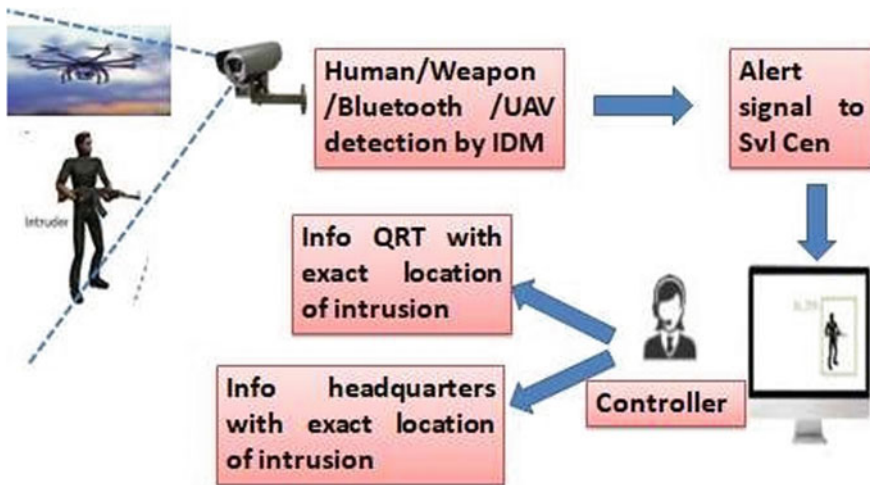 Human/Weapon
/Bluetooth /UAV
detection by IDM
Alert
signal to
Svl Cen
Intruder
Info QRT with
exact location
of intrusion
Info headquarters
with exact location
of intrusion
Controller